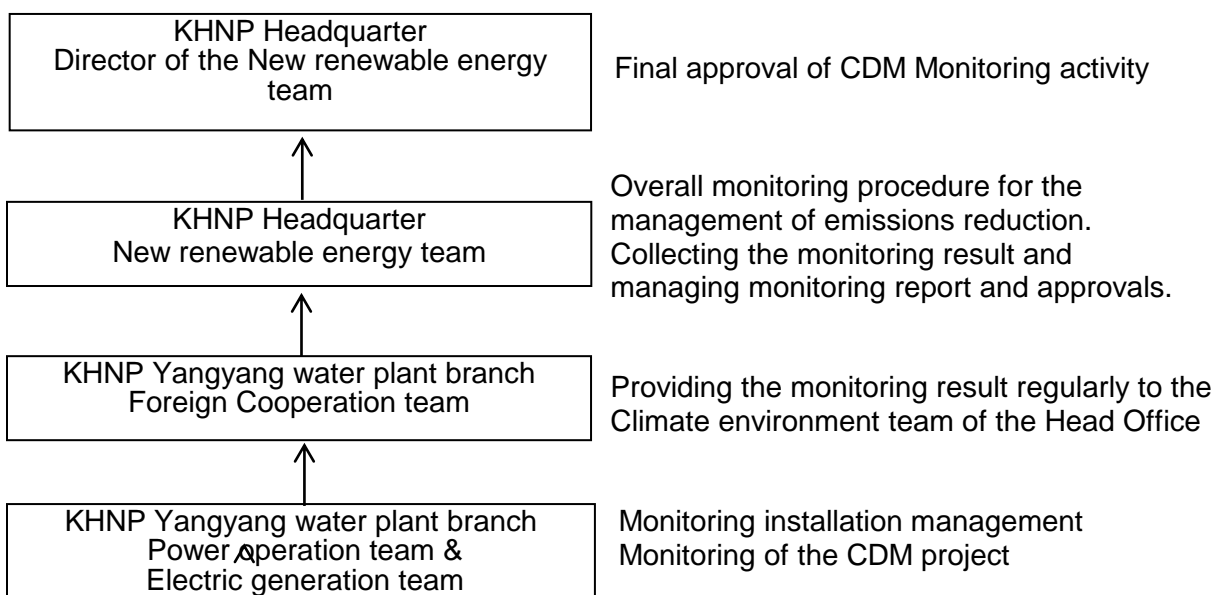 KHNP Headquarter
Director of the New renewable energy
team
Final approval of CDM Monitoring activity
KHNP Headquarter
New renewable energy team
Overall monitoring procedure for the
management of emissions reduction.
Collecting the monitoring result and
managing monitoring report and approvals.
KHNP Yangyang water plant branch
Foreign Cooperation team
Providing the monitoring result regularly to the
Climate environment team of the Head Office
KHNP Yangyang water plant branch
Power operation team &
Electric generation team
Monitoring installation management
Monitoring of the CDM project